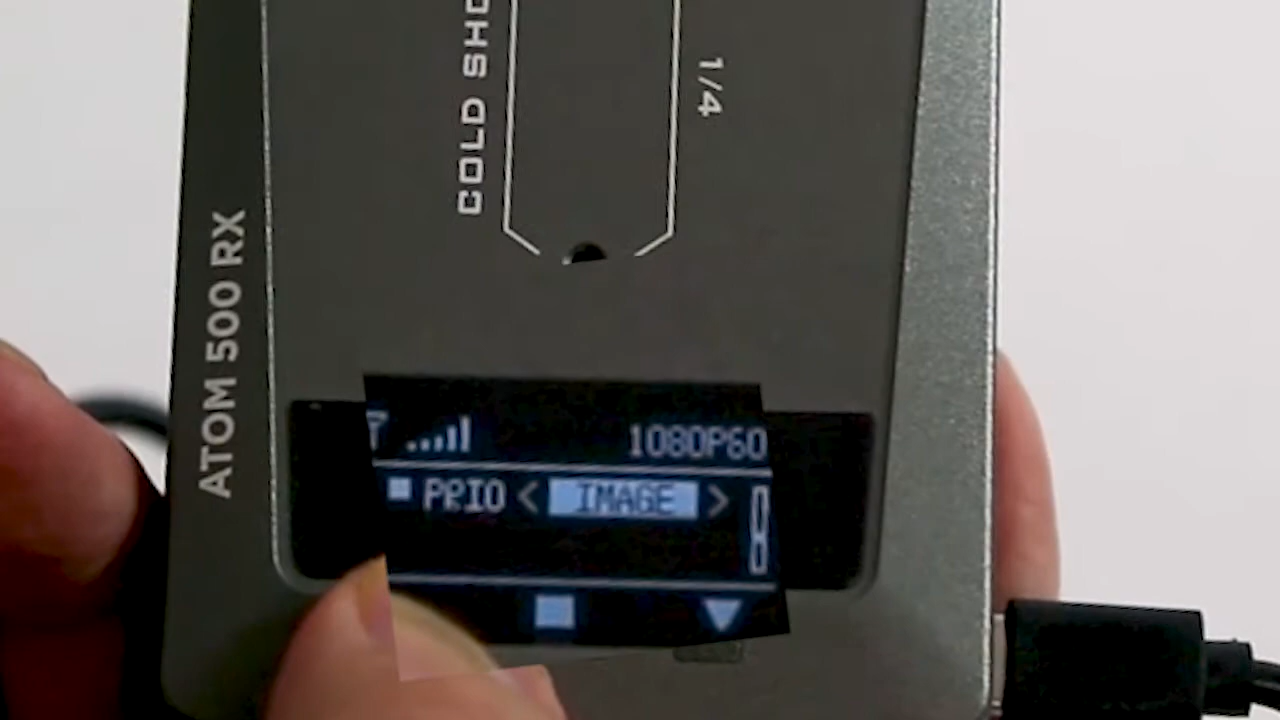 COLD SHO
1/4
ATOM 500 RX
1080P60
PRIO < IMAGE >